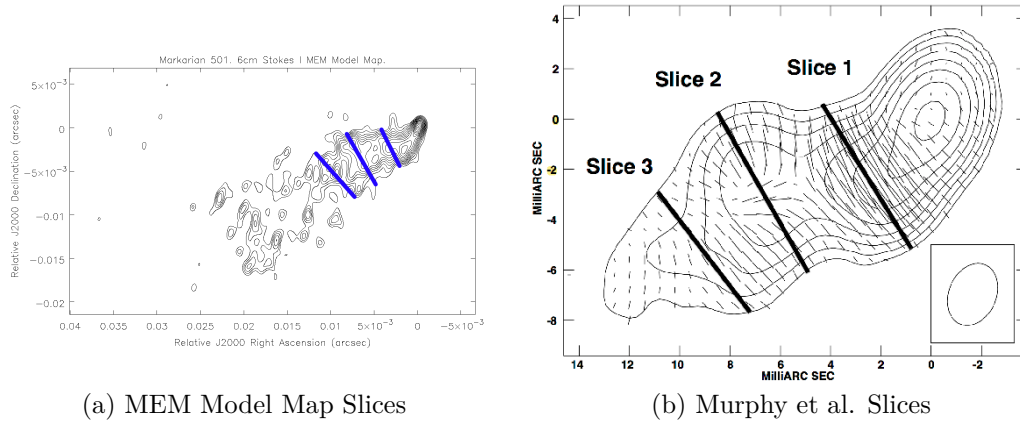 Markarian 501. 6cm Stokes I MEM Model Map.
Relative J2000 Declination (arcsec)
5×10⁻³
0
−5×10⁻³
−0.01
−0.015
−0.02
0.04 0.035 0.03 0.025 0.02 0.015 0.01 5×10⁻³ 0 −5×10⁻³
Relative J2000 Right Ascension (arcsec)
(a) MEM Model Map Slices
MilliARC SEC
4
2
0
-2
-4
-6
-8
Slice 1
Slice 2
Slice 3
14 12 10 8 6 4 2 0 -2
MilliARC SEC
(b) Murphy et al. Slices